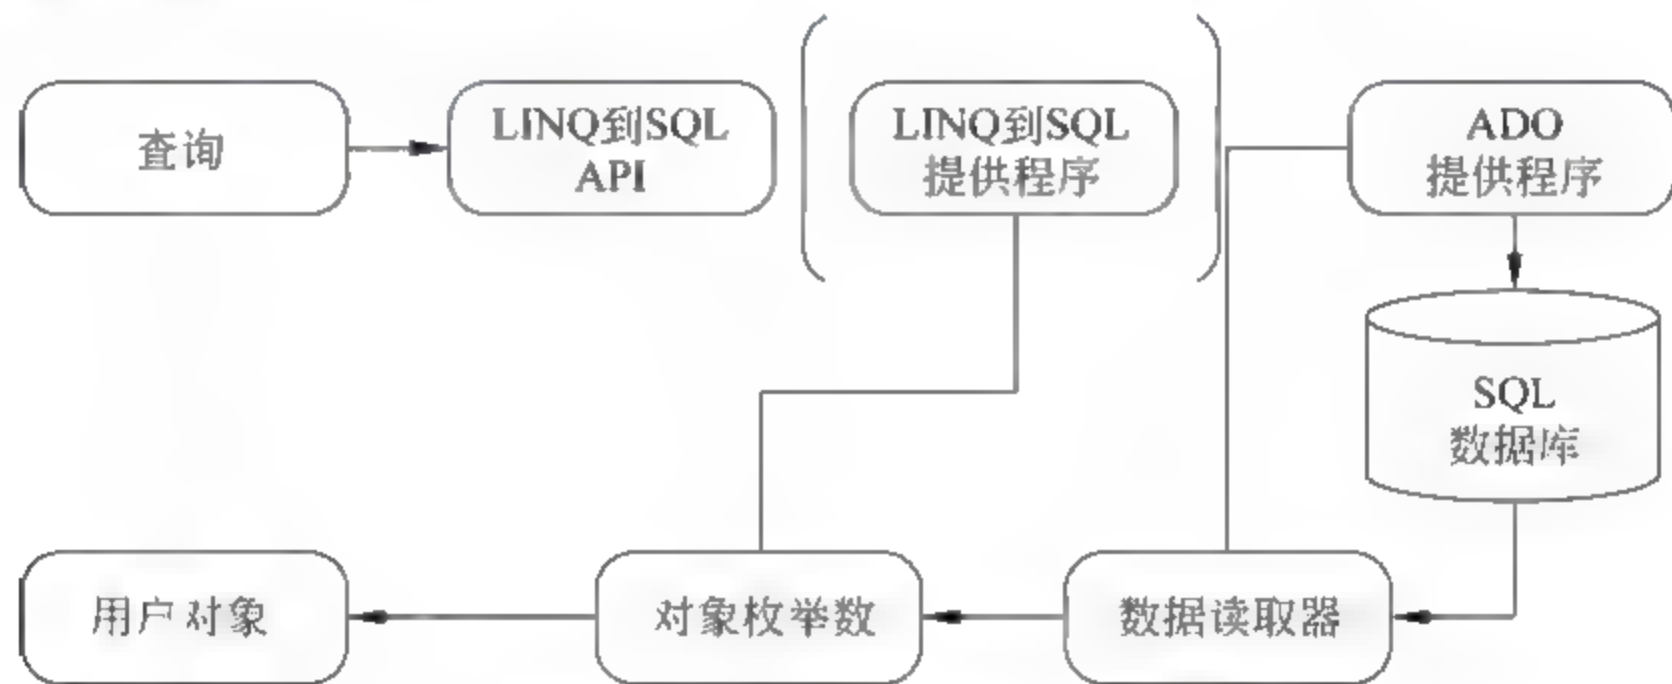 查询
LINQ到SQL
API
LINQ到SQL
提供程序
ADO
提供程序
SQL
数据库
用户对象
对象枚举数
数据读取器